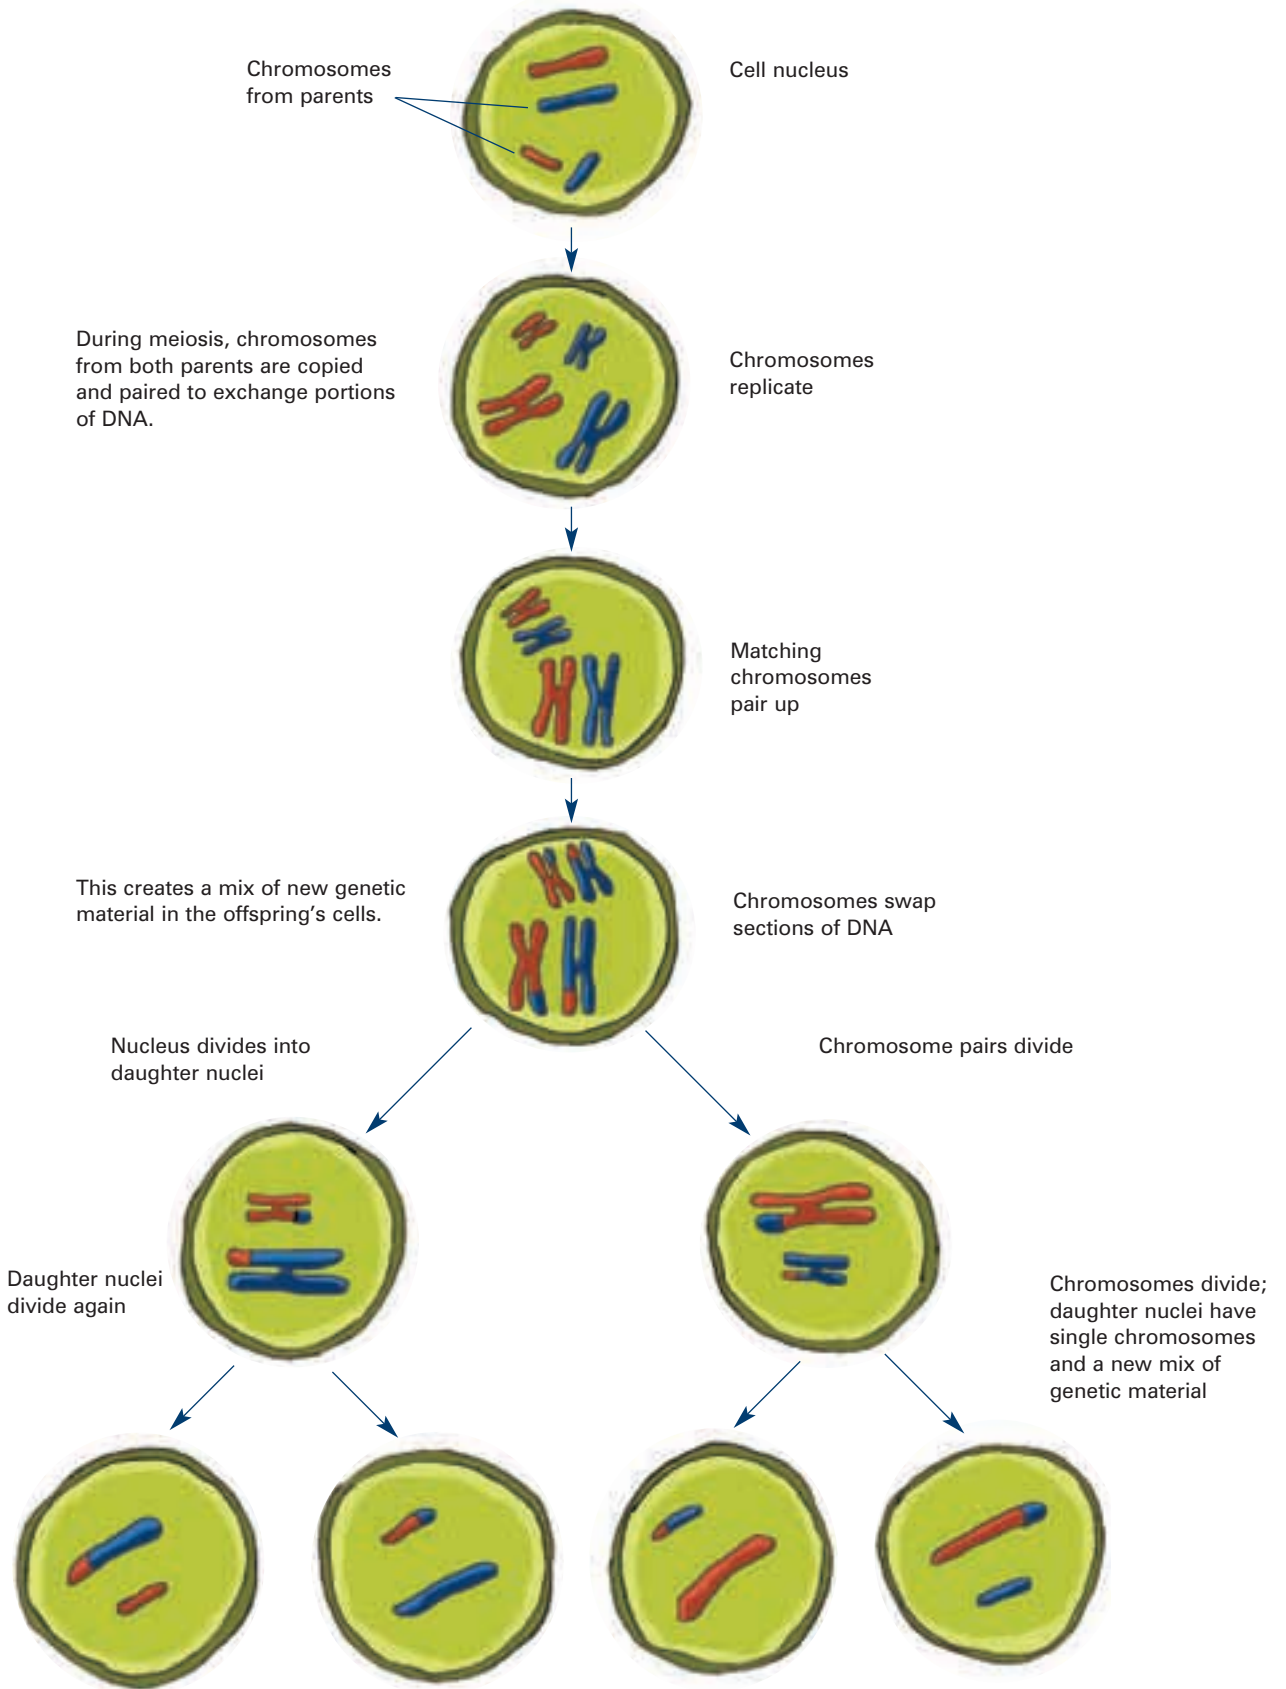 Chromosomes
from parents
Cell nucleus
During meiosis, chromosomes
from both parents are copied
and paired to exchange portions
of DNA.
Chromosomes
replicate
Matching
chromosomes
pair up
This creates a mix of new genetic
material in the offspring’s cells.
Chromosomes swap
sections of DNA
Nucleus divides into
daughter nuclei
Chromosome pairs divide
Daughter nuclei
divide again
Chromosomes divide;
daughter nuclei have
single chromosomes
and a new mix of
genetic material